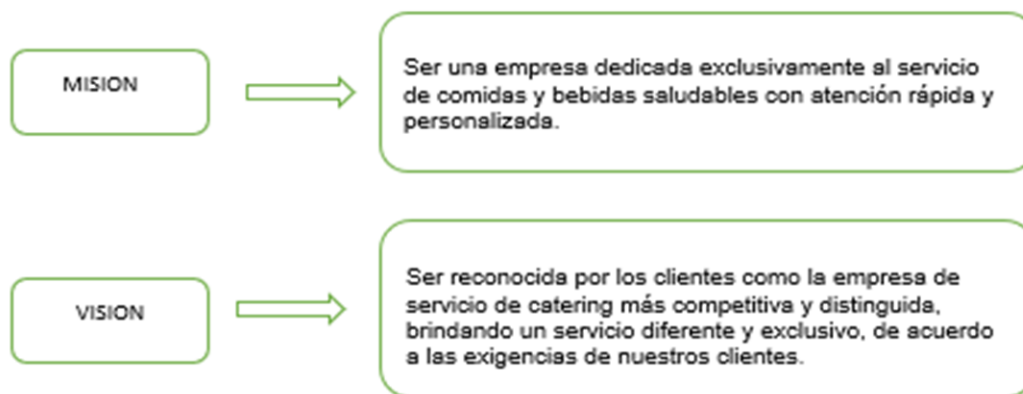 MISION
Ser una empresa dedicada exclusivamente al servicio
de comidas y bebidas saludables con atención rápida y
personalizada.
VISION
Ser reconocida por los clientes como la empresa de
servicio de catering más competitiva y distinguida,
brindando un servicio diferente y exclusivo, de acuerdo
a las exigencias de nuestros clientes.